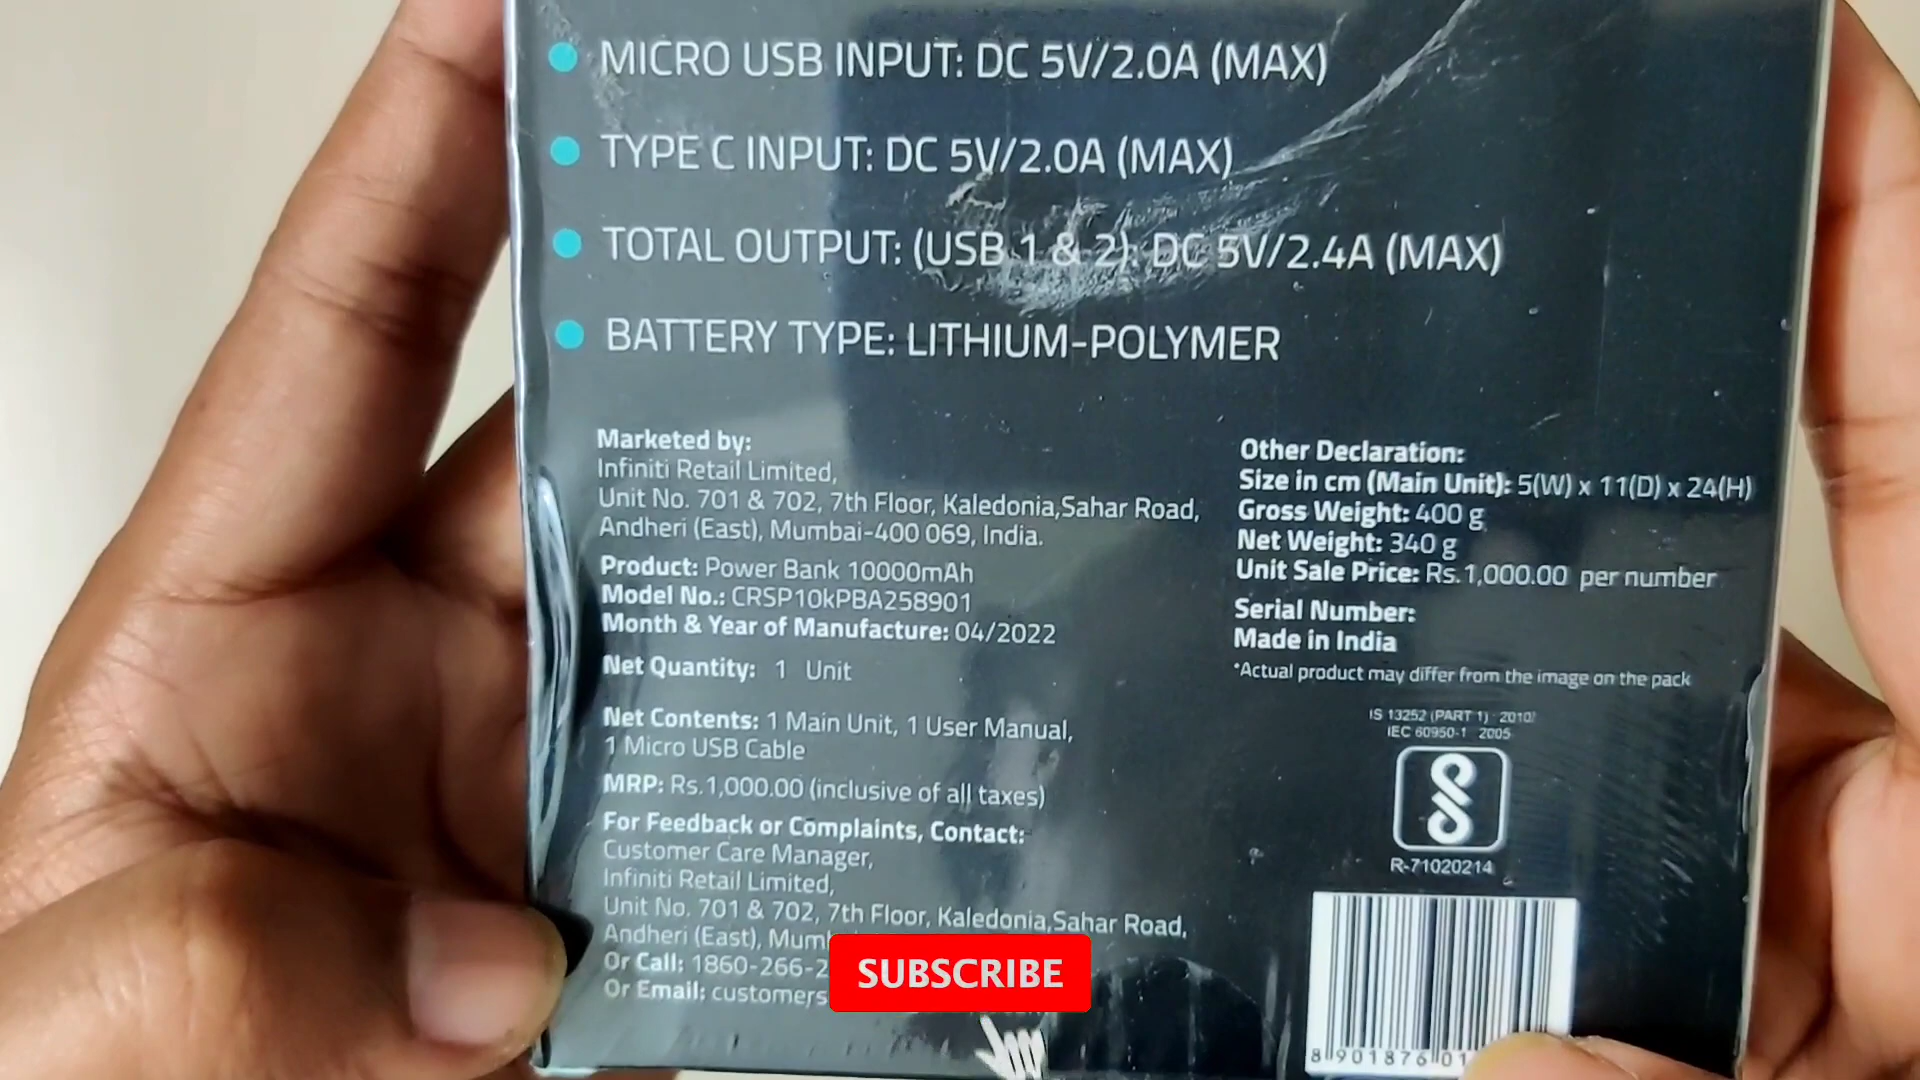 MICRO USB INPUT: DC 5V/2.0A (MAX)
TYPE C INPUT: DC 5V/2.0A (MAX)
TOTAL OUTPUT: (USB 1 & 2): DC 5V/2.4A (MAX)
BATTERY TYPE: LITHIUM-POLYMER
Marketed by:
Infiniti Retail Limited,
Unit No. 701 & 702, 7th Floor, Kaledonia,Sahar Road,
Andheri (East), Mumbai-400 069, India.
Product: Power Bank 10000mAh
Model No.: CRSP10kPBA258901
Month & Year of Manufacture: 04/2022
Net Quantity: 1 Unit
Net Contents: 1 Main Unit, 1 User Manual,
1 Micro USB Cable
MRP: Rs.1,000.00 (inclusive of all taxes)
For Feedback or Complaints, Contact:
Customer Care Manager,
Infiniti Retail Limited,
Unit No. 701 & 702, 7th Floor, Kaledonia,Sahar Road,
Andheri (East),
Or Call: 1860-266-2
Or Email: customers
Other Declaration:
Size in cm (Main Unit): 5(W) x 11(D) x 24(H)
Gross Weight: 400 g
Net Weight: 340 g
Unit Sale Price: Rs.1,000.00 per number
Serial Number:
Made in India
*Actual product may differ from the image on the pack
IS 13252 (PART 1) 2010/
IEC 60950-1 2005
R-71020214
8 901876 01
SUBSCRIBE